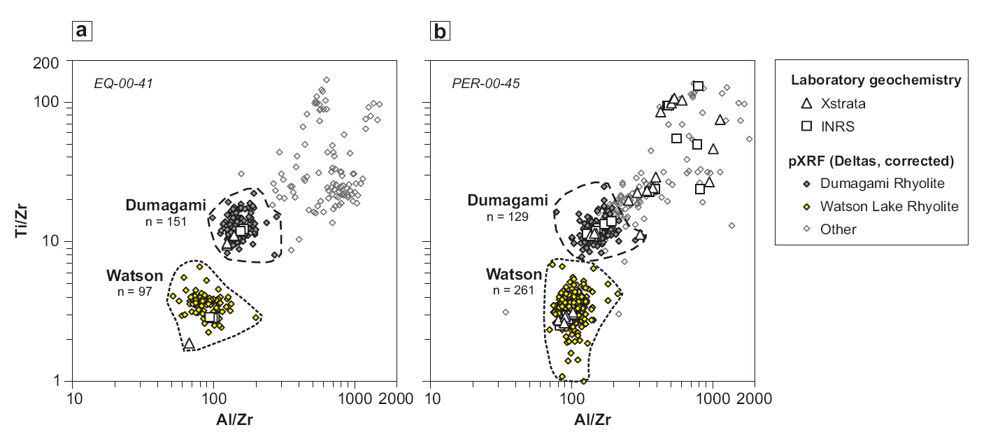 a
b
200
100
10
1
Ti/Zr
EQ-00-41
Dumagami
n = 151
Watson
n = 97
10
100
1000
2000
Al/Zr
PER-00-45
Dumagami
n = 129
Watson
n = 261
10
100
1000
2000
Al/Zr
Laboratory geochemistry
Xstrata
INRS
pXRF (Deltas, corrected)
Dumagami Rhyolite
Watson Lake Rhyolite
Other